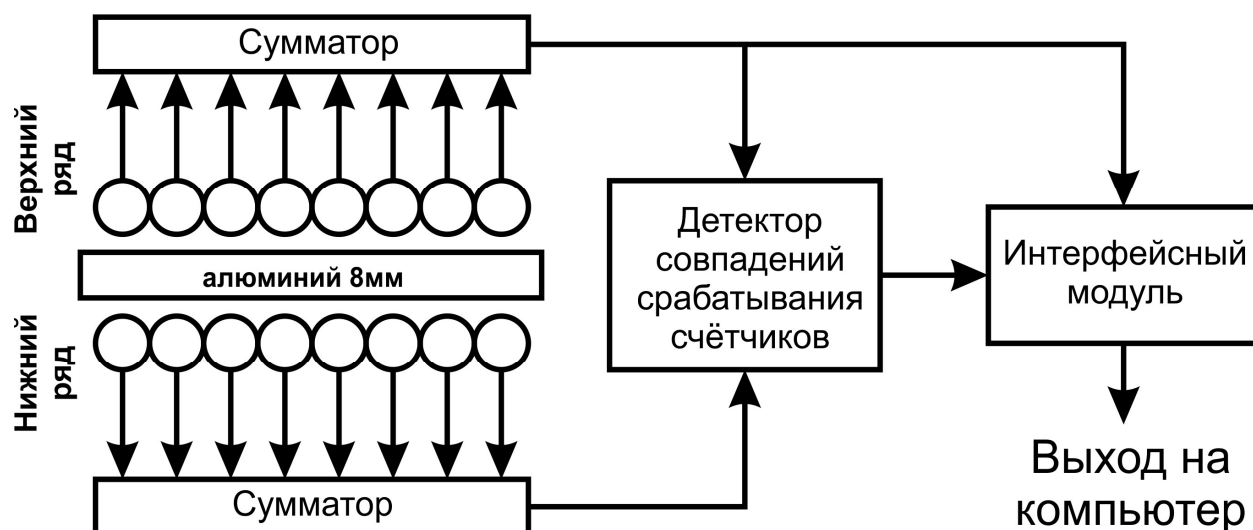 Сумматор
Верхний
ряд
алюминий 8мм
Нижний
ряд
Сумматор
Детектор
совпадений
срабатывания
счётчиков
Интерфейсный
модуль
Выход на
компьютер